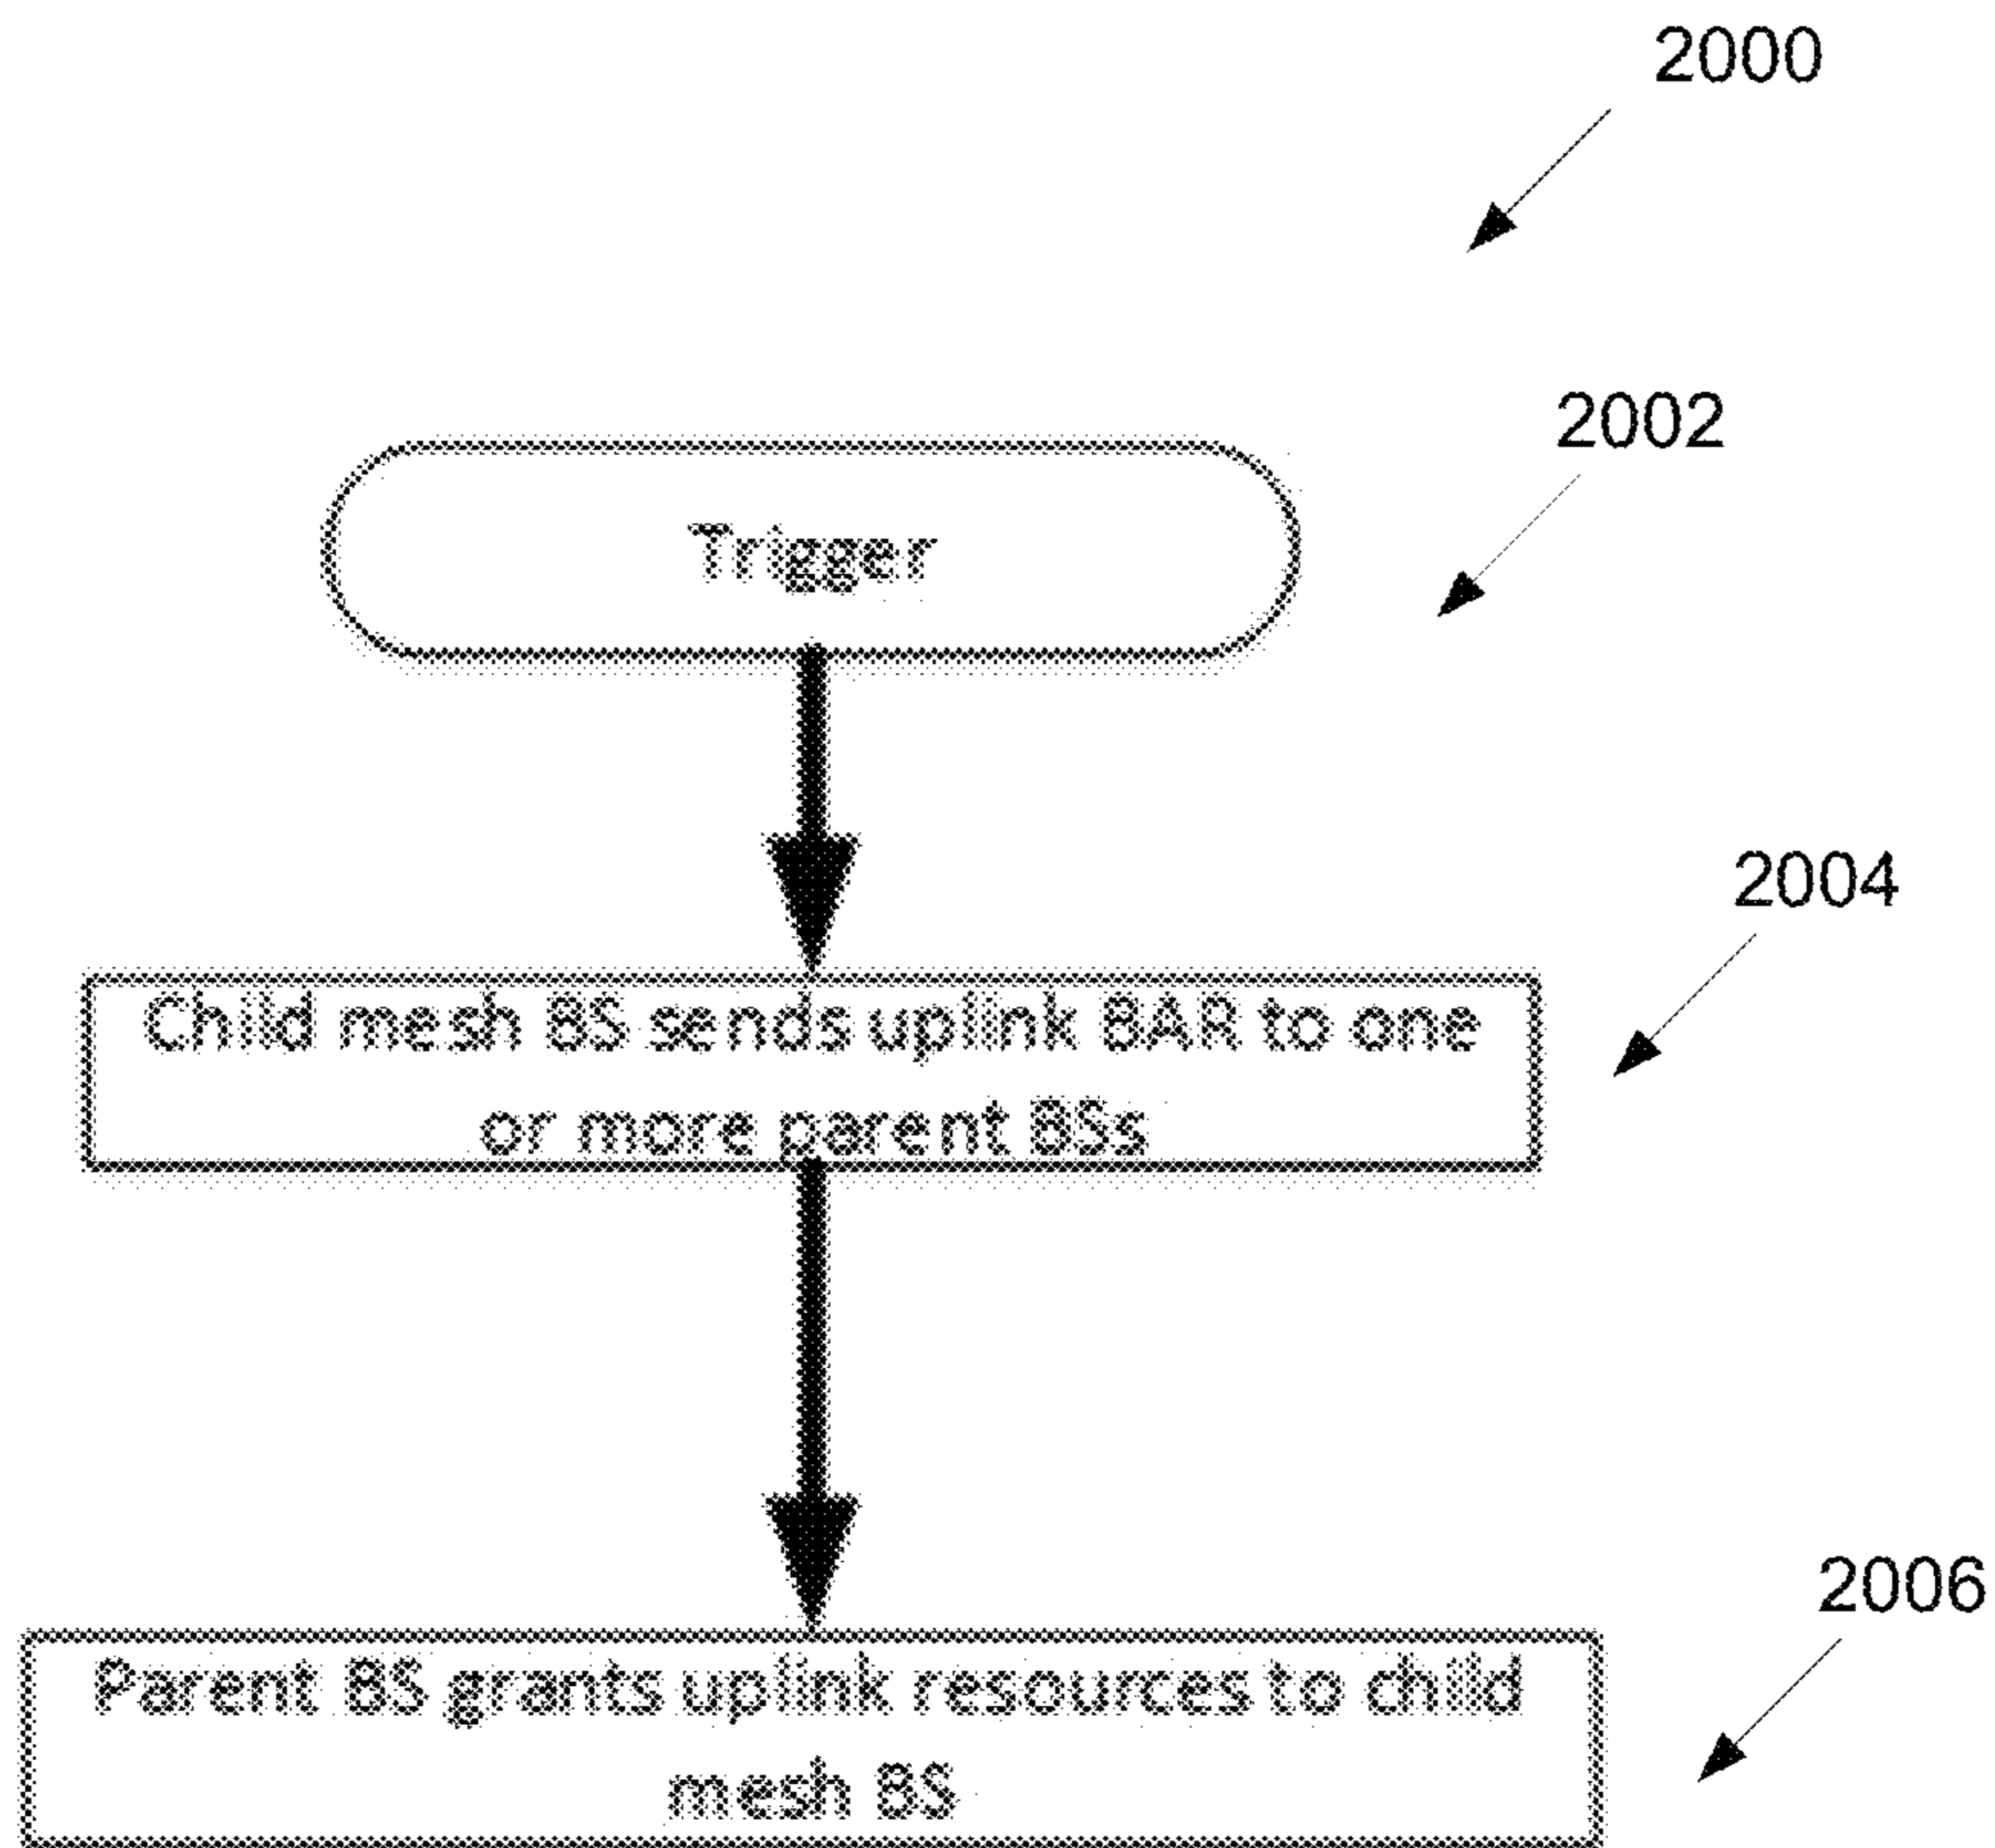 2000
2002
Trigger
2004
Child mesh BS sends uplink BAR to one
or more parent BSs
2006
Parent BS grants uplink resources to child
mesh BS